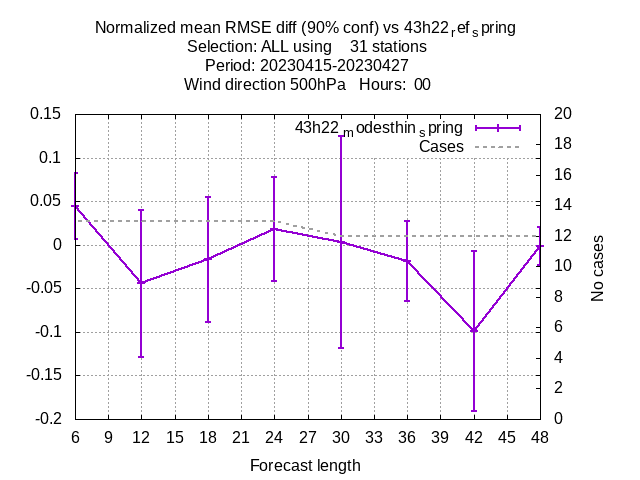 Normalized mean RMSE diff (90% conf) vs 43h22refspring
Selection: ALL using 31 stations
Period: 20230415-20230427
Wind direction 500hPa Hours: 00
43h22modesthinspring
Cases
0.15
0.1
0.05
0
-0.05
-0.1
-0.15
-0.2
20
18
16
14
12
10
8
6
4
2
0
No cases
6 9 12 15 18 21 24 27 30 33 36 39 42 45 48
Forecast length